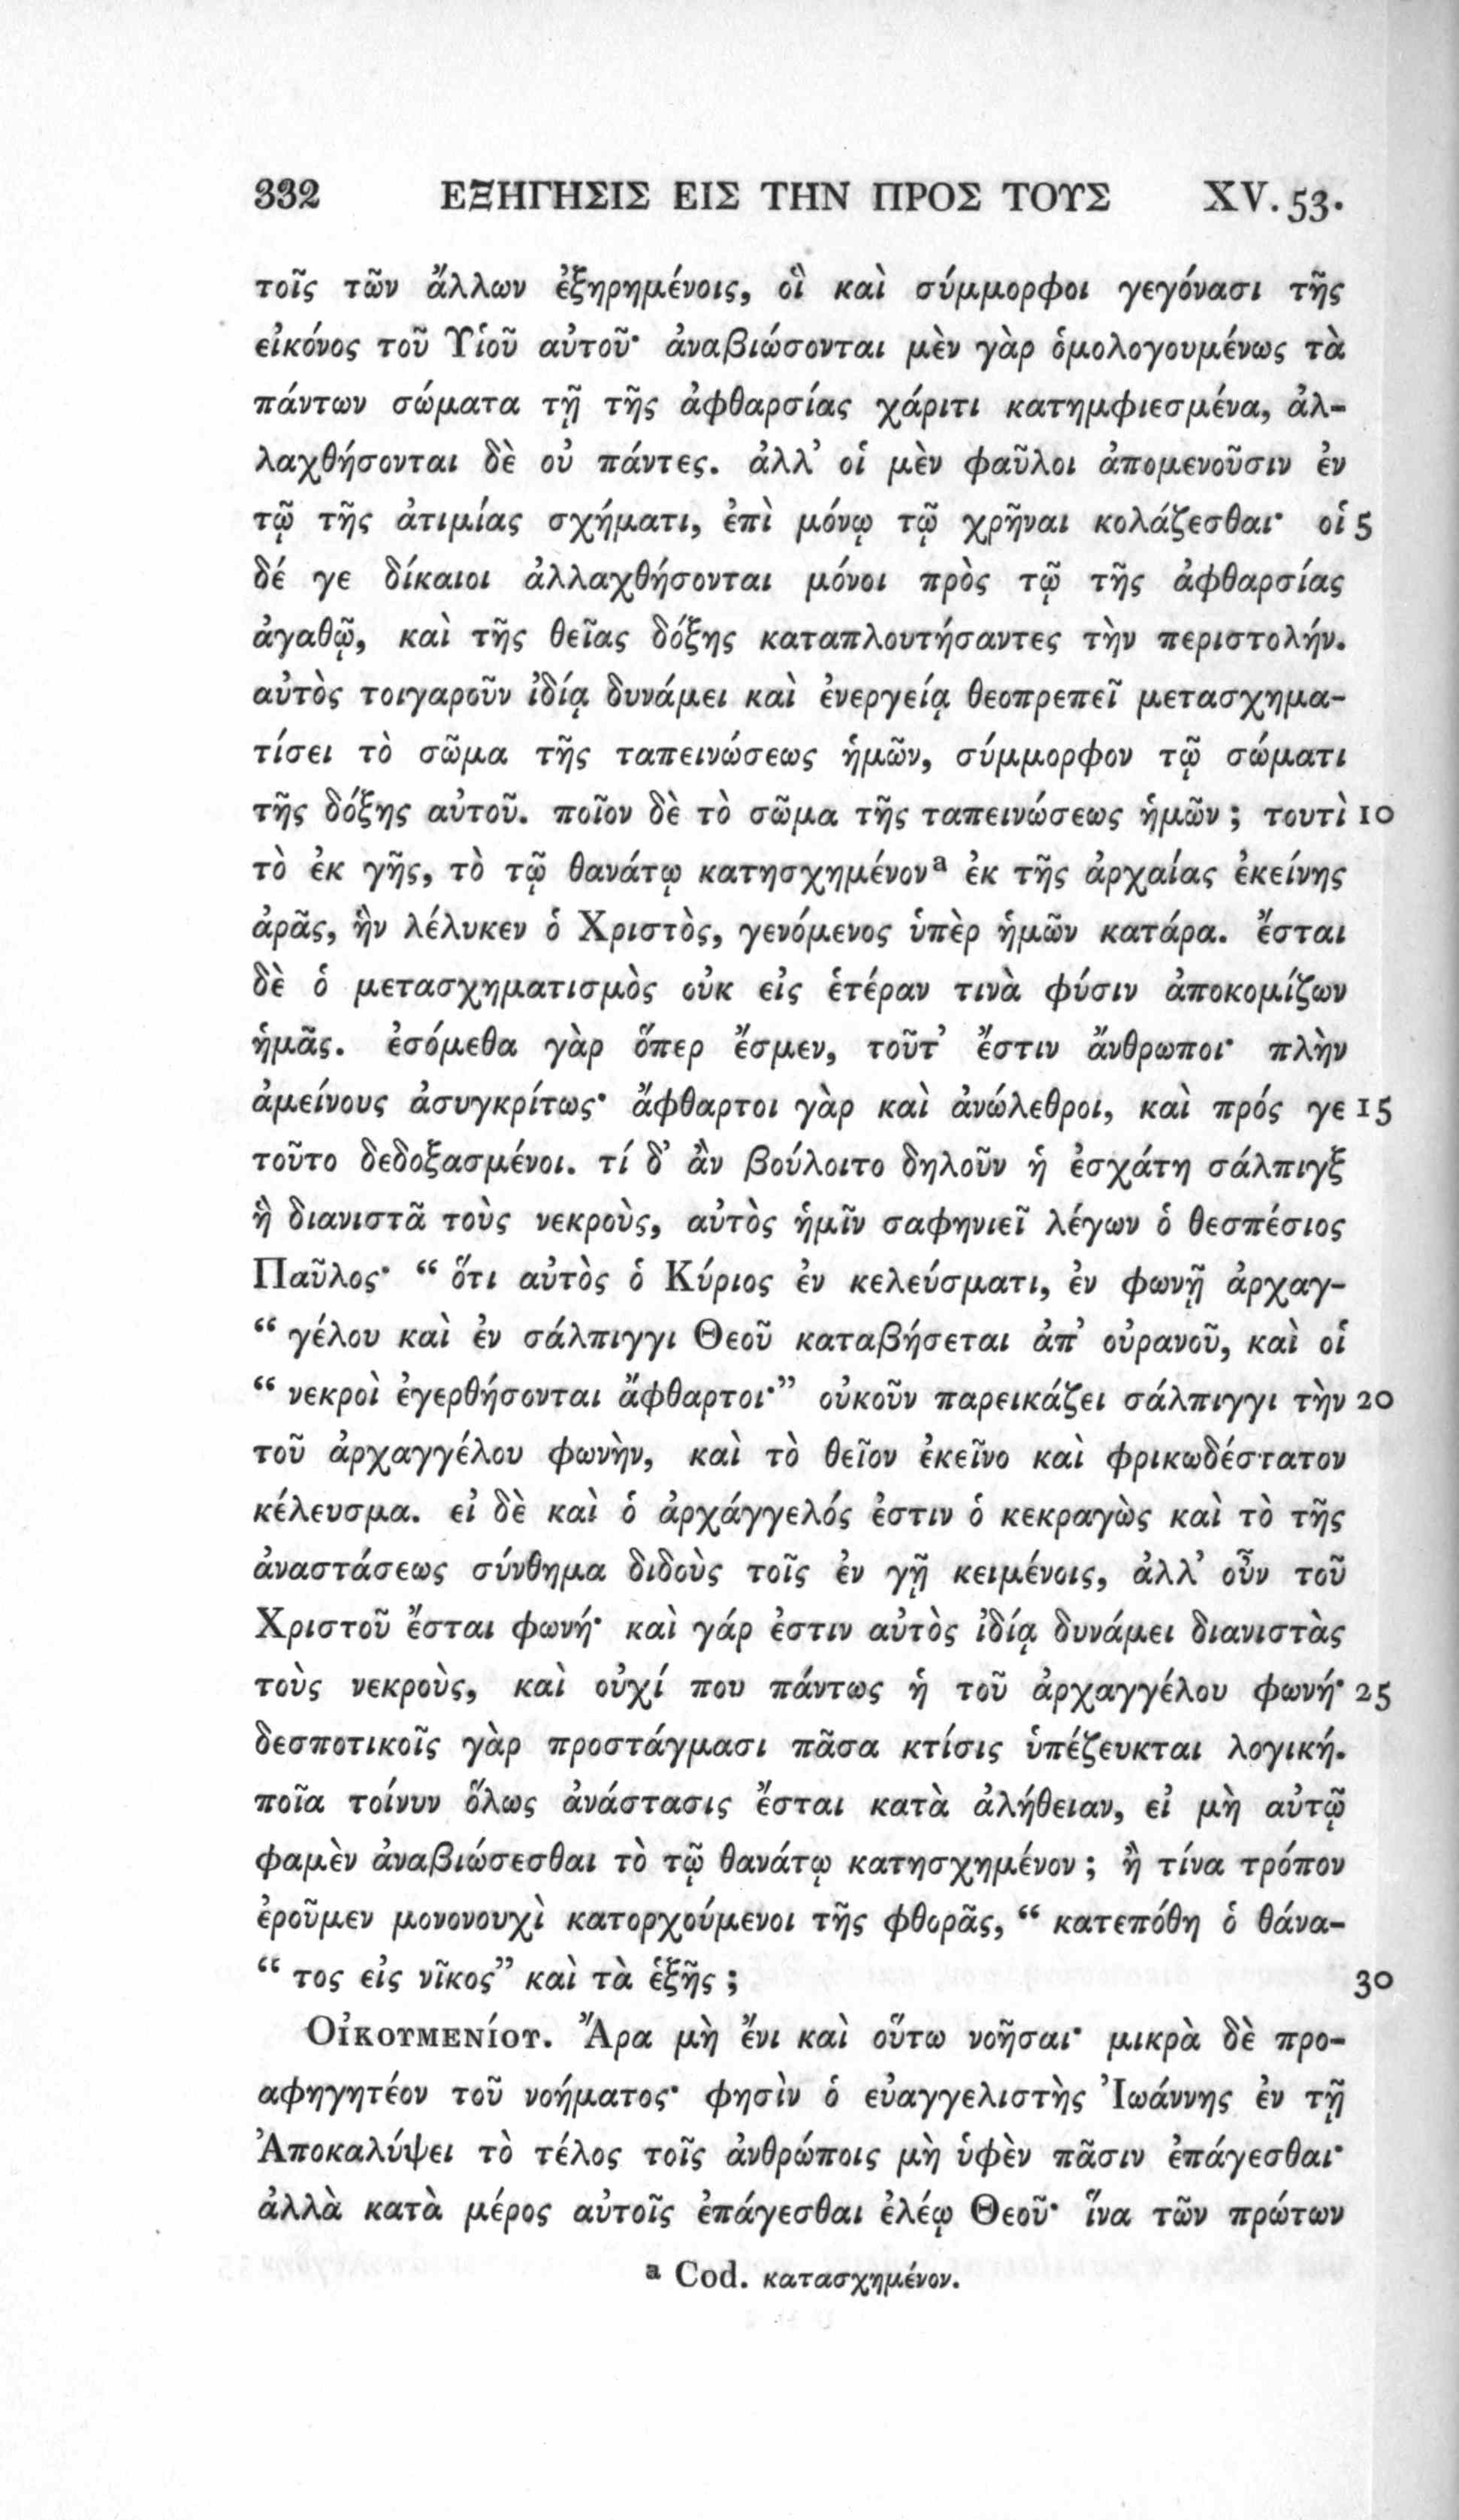 332 ΕΞΗΓΗΣΙΣ ΕΙΣ ΤΗΝ ΠΡΟΣ ΤΟΥΣ XV. 53.
τοῖς τῶν ἄλλων ἐξῃρημένοις, οἳ καὶ σύμμορφοι γεγόνασι τῆς
εἰκόνος τοῦ Υἱοῦ αὐτοῦ· ἀναβιώσονται μὲν γὰρ ὁμολογουμένως τὰ
πάντων σώματα τῇ τῆς ἀφθαρσίας χάριτι κατημφιεσμένα, ἀλ-
λαχθήσονται δὲ οὐ πάντες. ἀλλ’ οἱ μὲν φαῦλοι ἀπομενοῦσιν ἐν
τῷ τῆς ἀτιμίας σχήματι, ἐπὶ μόνῳ τῷ χρῆναι κολάζεσθαι· οἱ 5
δέ γε δίκαιοι ἀλλαχθήσονται μόνοι πρὸς τῷ τῆς ἀφθαρσίας
ἀγαθῷ, καὶ τῆς θείας δόξης καταπλουτήσαντες τὴν περιστολήν.
αὐτὸς τοιγαροῦν ἰδίᾳ δυνάμει καὶ ἐνεργείᾳ θεοπρεπεῖ μετασχημα-
τίσει τὸ σῶμα τῆς ταπεινώσεως ἡμῶν, σύμμορφον τῷ σώματι
τῆς δόξης αὐτοῦ. ποῖον δὲ τὸ σῶμα τῆς ταπεινώσεως ἡμῶν ; τουτὶ 10
τὸ ἐκ γῆς, τὸ τῷ θανάτῳ κατησχημένονª ἐκ τῆς ἀρχαίας ἐκείνης
ἀρᾶς, ἣν λέλυκεν ὁ Χριστὸς, γενόμενος ὑπὲρ ἡμῶν κατάρα. ἔσται
δὲ ὁ μετασχηματισμὸς οὐκ εἰς ἑτέραν τινὰ φύσιν ἀποκομίζων
ἡμᾶς. ἐσόμεθα γὰρ ὅπερ ἔσμεν, τοῦτ’ ἔστιν ἄνθρωποι· πλὴν
ἀμείνους ἀσυγκρίτως· ἄφθαρτοι γὰρ καὶ ἀνώλεθροι, καὶ πρός γε 15
τοῦτο δεδοξασμένοι. τί δ’ ἂν βούλοιτο δηλοῦν ἡ ἐσχάτη σάλπιγξ
ἣ διανιστᾶ τοὺς νεκροὺς, αὐτὸς ἡμῖν σαφηνιεῖ λέγων ὁ θεσπέσιος
Παῦλος· “ ὅτι αὐτὸς ὁ Κύριος ἐν κελεύσματι, ἐν φωνῇ ἀρχαγ-
“ γέλου καὶ ἐν σάλπιγγι Θεοῦ καταβήσεται ἀπ’ οὐρανοῦ, καὶ οἱ
“ νεκροὶ ἐγερθήσονται ἄφθαρτοι·” οὐκοῦν παρεικάζει σάλπιγγι τὴν 20
τοῦ ἀρχαγγέλου φωνὴν, καὶ τὸ θεῖον ἐκεῖνο καὶ φρικωδέστατον
κέλευσμα. εἰ δὲ καὶ ὁ ἀρχάγγελός ἐστιν ὁ κεκραγὼς καὶ τὸ τῆς
ἀναστάσεως σύνθημα διδοὺς τοῖς ἐν γῇ κειμένοις, ἀλλ’ οὖν τοῦ
Χριστοῦ ἔσται φωνή· καὶ γάρ ἐστιν αὐτὸς ἰδίᾳ δυνάμει διανιστὰς
τοὺς νεκροὺς, καὶ οὐχί που πάντως ἡ τοῦ ἀρχαγγέλου φωνή· 25
δεσποτικοῖς γὰρ προστάγμασι πᾶσα κτίσις ὑπέζευκται λογική.
ποῖα τοίνυν ὅλως ἀνάστασις ἔσται κατὰ ἀλήθειαν, εἰ μὴ αὐτῷ
φαμὲν ἀναβιώσεσθαι τὸ τῷ θανάτῳ κατησχημένον ; ἢ τίνα τρόπον
ἐροῦμεν μονονουχὶ κατορχούμενοι τῆς φθορᾶς, “ κατεπόθη ὁ θάνα-
“ τος εἰς νῖκος” καὶ τὰ ἑξῆς ; 30
Οἰκουμενίου. Ἄρα μὴ ἔνι καὶ οὕτω νοῆσαι· μικρὰ δὲ προ-
αφηγητέον τοῦ νοήματος· φησὶν ὁ εὐαγγελιστὴς Ἰωάννης ἐν τῇ
Ἀποκαλύψει τὸ τέλος τοῖς ἀνθρώποις μὴ ὑφὲν πᾶσιν ἐπάγεσθαι·
ἀλλὰ κατὰ μέρος αὐτοῖς ἐπάγεσθαι ἐλέῳ Θεοῦ· ἵνα τῶν πρώτων
ª Cod. κατασχημένον.